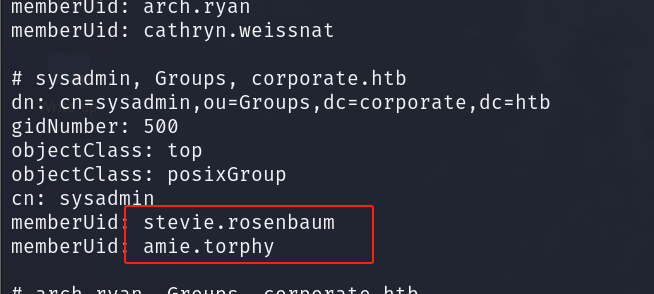 memberUid: arch.ryan
memberUid: cathryn.weissnat
# sysadmin, Groups, corporate.htb
dn: cn=sysadmin,ou=Groups,dc=corporate,dc=htb
gidNumber: 500
objectClass: top
objectClass: posixGroup
cn: sysadmin
memberUid: stevie.rosenbaum
memberUid: amie.torphy
# arch.ryan, Groups, corporate.htb